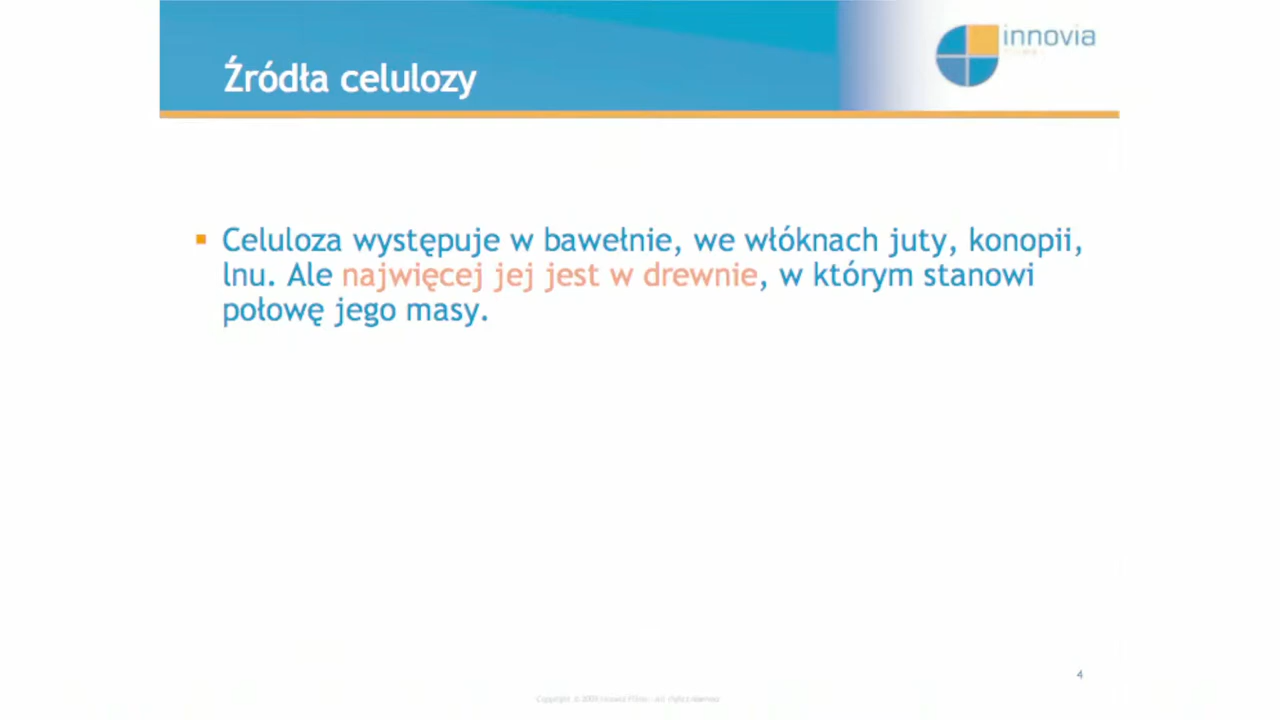 Źródła celulozy
innovia
Celuloza występuje w bawełnie, we włóknach juty, konopii,
lnu. Ale najwięcej jej jest w drewnie, w którym stanowi
połowę jego masy.
4